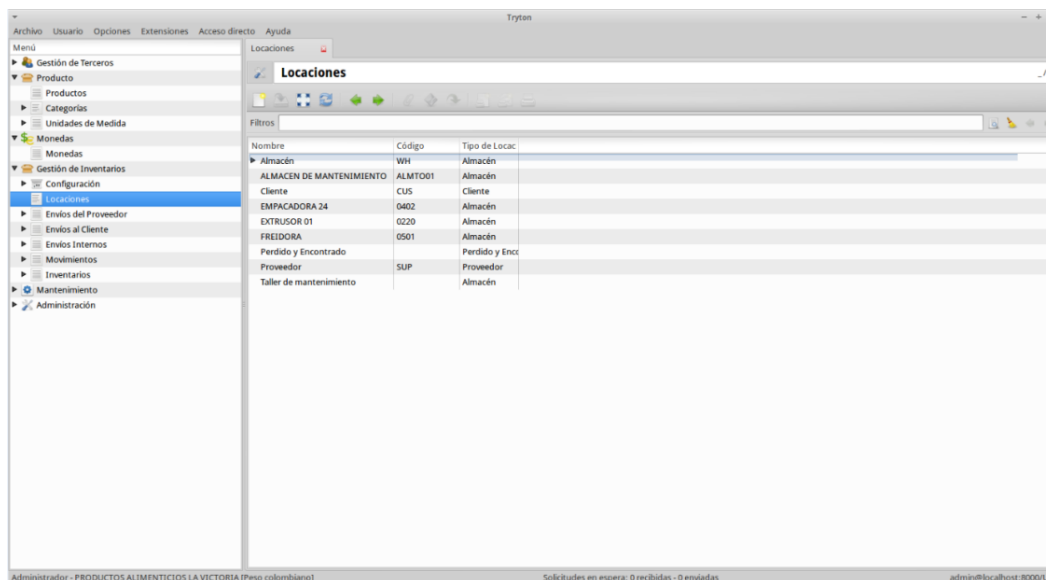 Tryton
Archivo Usuario Opciones Extensiones Acceso directo Ayuda
Menú
Gestión de Terceros
Producto
Productos
Categorías
Unidades de Medida
Monedas
Monedas
Gestión de Inventarios
Configuración
Locaciones
Envíos del Proveedor
Envíos al Cliente
Envíos Internos
Movimientos
Inventarios
Mantenimiento
Administración
Locaciones
Locaciones
Filtros
Nombre Código Tipo de Locac
Almacén WH Almacén
ALMACEN DE MANTENIMIENTO ALMTO01 Almacén
Cliente CUS Cliente
EMPACADORA 24 0402 Almacén
EXTRUSOR 01 0220 Almacén
FREIDORA 0501 Almacén
Perdido y Encontrado Perdido y Enco
Proveedor SUP Proveedor
Taller de mantenimiento Almacén
Administrador - PRODUCTOS ALIMENTICIOS LA VICTORIA [Peso colombiano] Solicitudes en espera: 0 recibidas - 0 enviadas admin@localhost:8000/